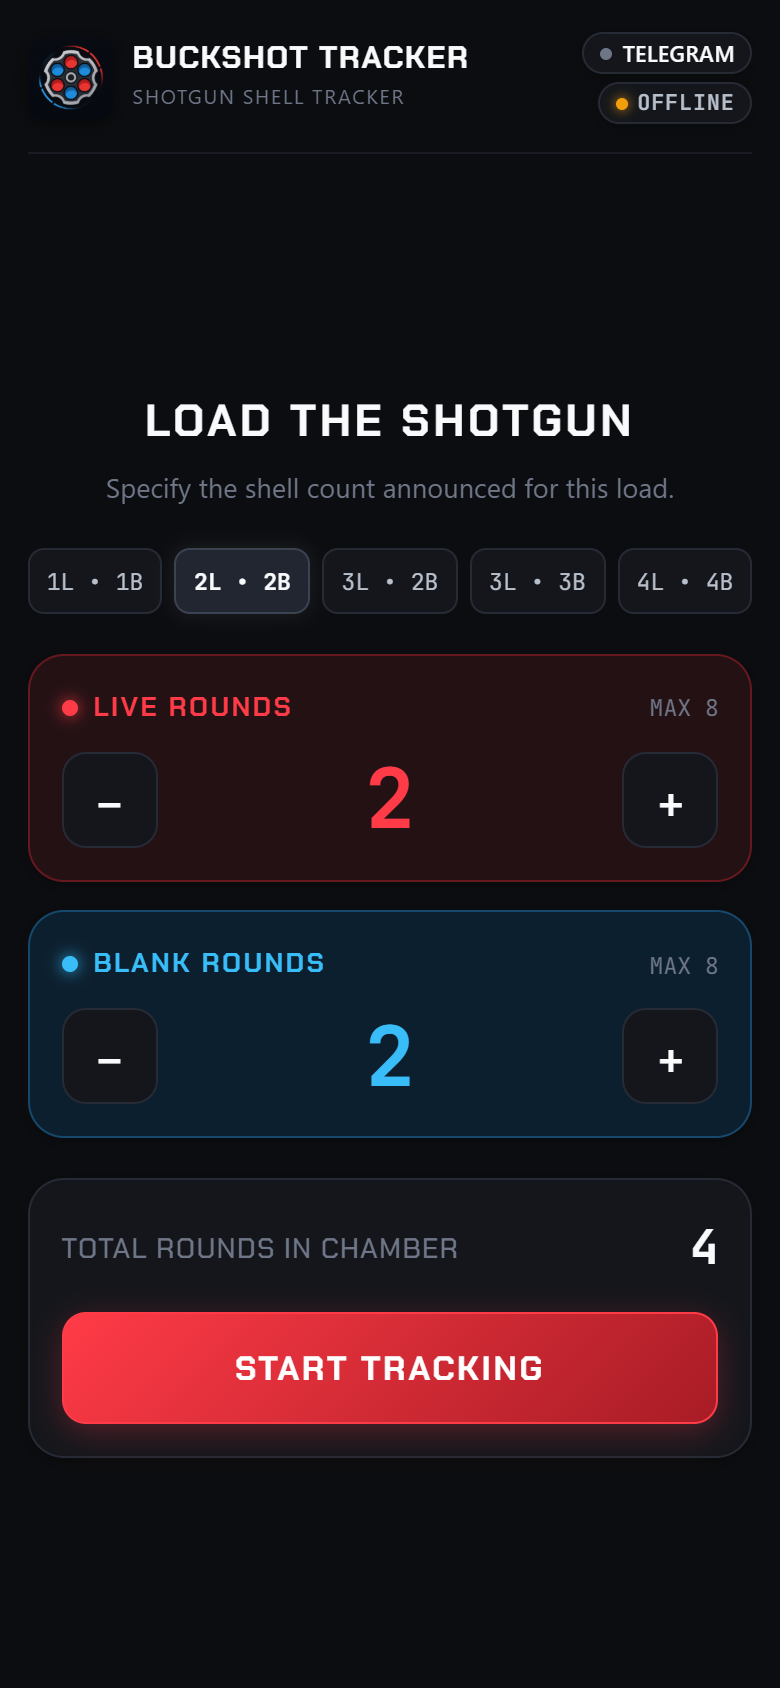 BUCKSHOT TRACKER
SHOTGUN SHELL TRACKER
TELEGRAM
OFFLINE
LOAD THE SHOTGUN
Specify the shell count announced for this load.
1L • 1B
2L • 2B
3L • 2B
3L • 3B
4L • 4B
LIVE ROUNDS
MAX 8
− 2 +
BLANK ROUNDS
MAX 8
− 2 +
TOTAL ROUNDS IN CHAMBER 4
START TRACKING